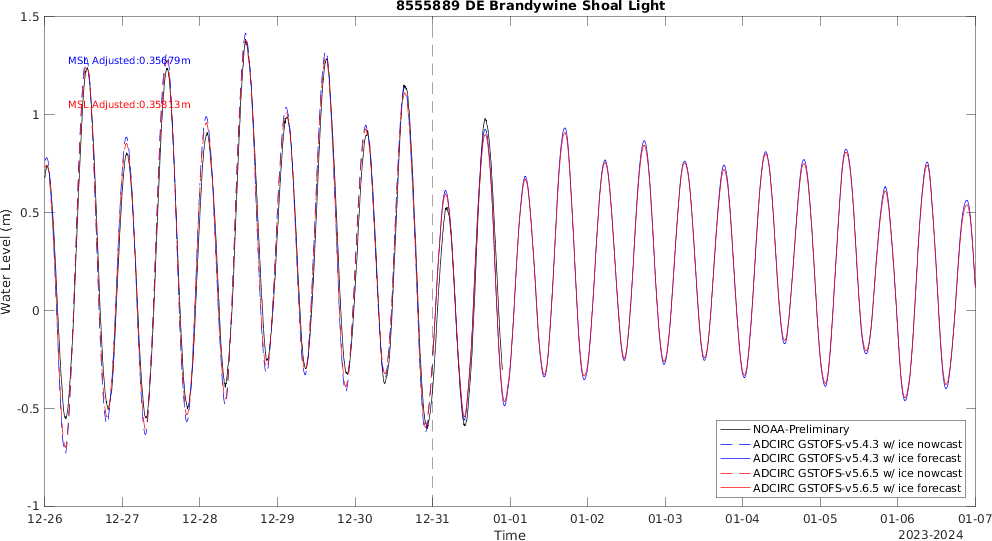 8555889 DE Brandywine Shoal Light
1.5
MSL Adjusted:0.35679m
MSL Adjusted:0.35313m
1
0.5
0
-0.5
-1
Water Level (m)
NOAA-Preliminary
ADCIRC GSTOFS-v5.4.3 w/ ice nowcast
ADCIRC GSTOFS-v5.4.3 w/ ice forecast
ADCIRC GSTOFS-v5.6.5 w/ ice nowcast
ADCIRC GSTOFS-v5.6.5 w/ ice forecast
12-26 12-27 12-28 12-29 12-30 12-31 01-01 01-02 01-03 01-04 01-05 01-06 01-07
Time
2023-2024